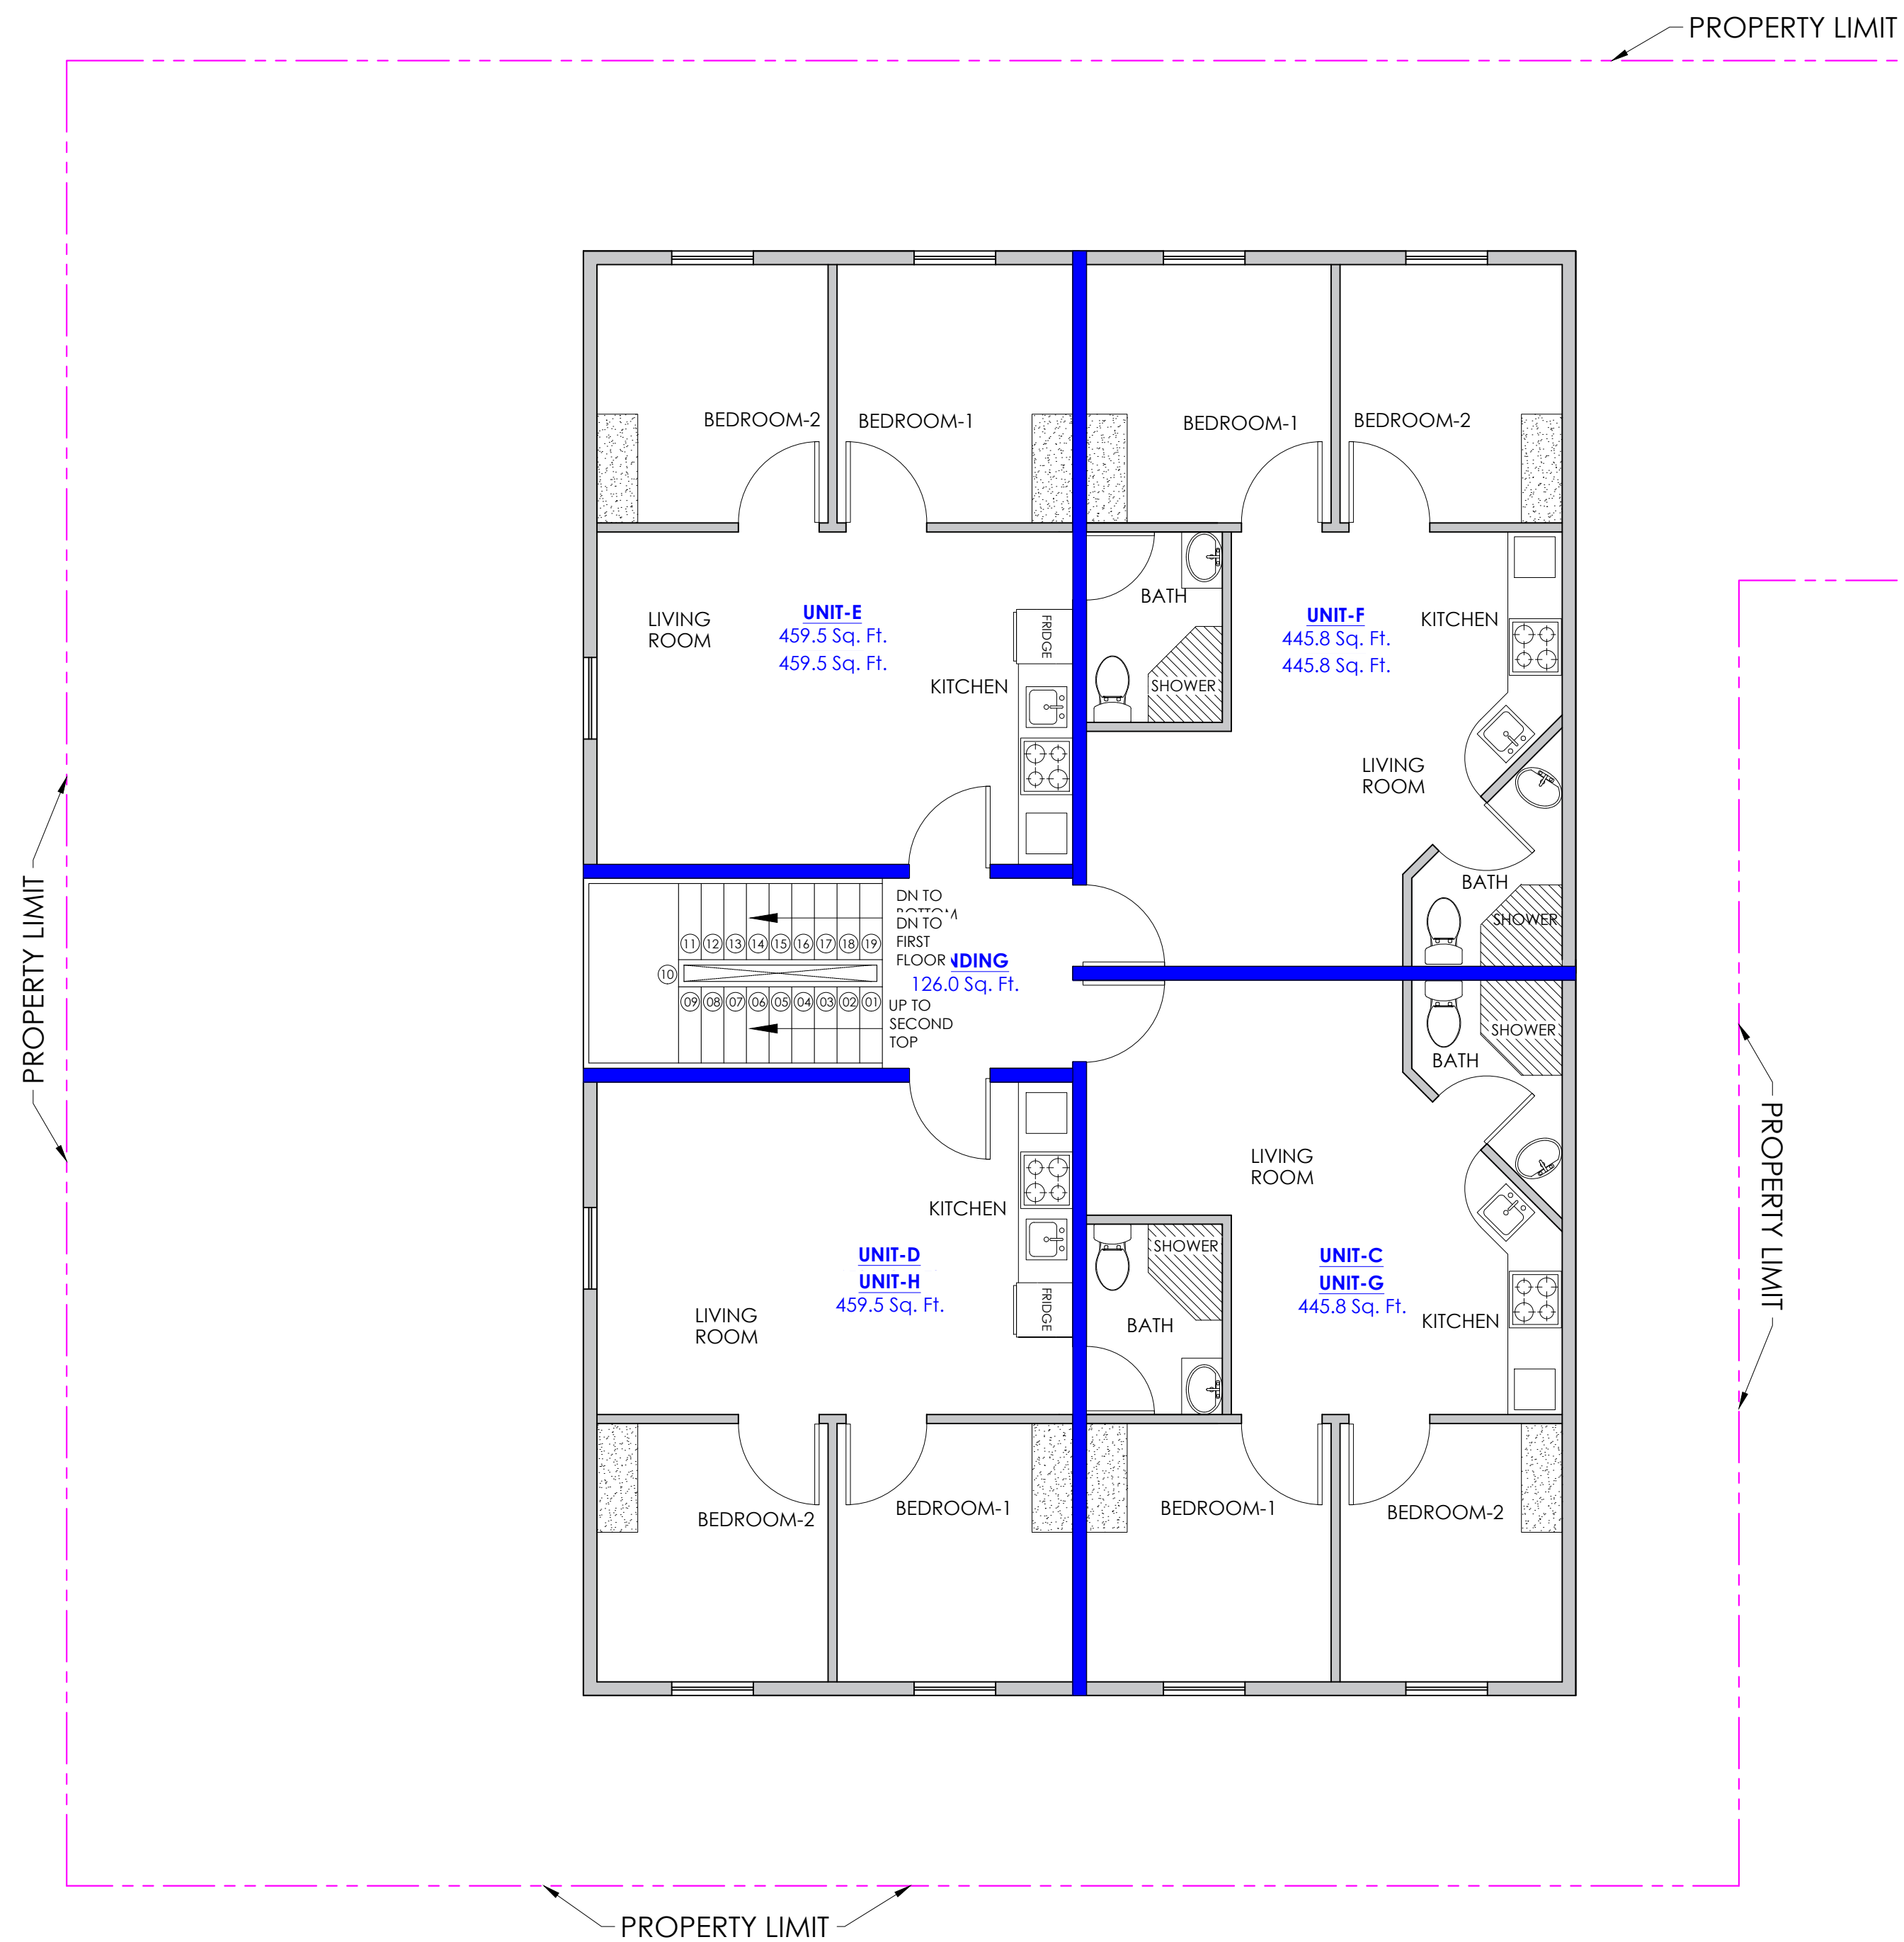 PROPERTY LIMIT
BEDROOM-2
BEDROOM-1
BEDROOM-1
BEDROOM-2
LIVING
ROOM
UNIT-E
459.5 Sq. Ft.
459.5 Sq. Ft.
FRIDGE
KITCHEN
BATH
SHOWER
UNIT-F
445.8 Sq. Ft.
445.8 Sq. Ft.
KITCHEN
LIVING
ROOM
BATH
SHOWER
PROPERTY LIMIT
DN TO
BOTTOM
DN TO
FIRST
FLOOR
11 12 13 14 15 16 17 18 19
10
09 08 07 06 05 04 03 02 01
NDING
126.0 Sq. Ft.
UP TO
SECOND
TOP
SHOWER
BATH
PROPERTY LIMIT
LIVING
ROOM
KITCHEN
UNIT-D
UNIT-H
459.5 Sq. Ft.
FRIDGE
LIVING
ROOM
SHOWER
BATH
UNIT-C
UNIT-G
445.8 Sq. Ft.
KITCHEN
BEDROOM-2
BEDROOM-1
BEDROOM-1
BEDROOM-2
PROPERTY LIMIT